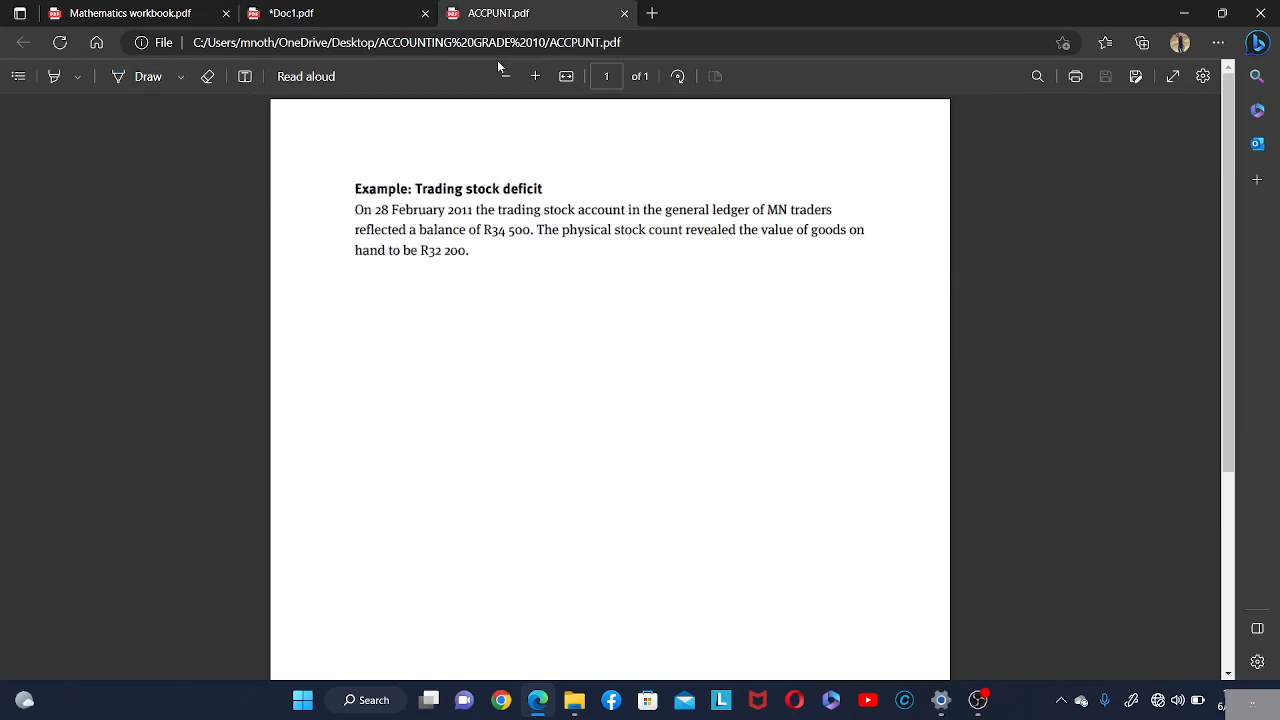 Mathematics workbook.pdf
*Doc1.pdf
ACCPUNT.pdf
File
C:/Users/mnoth/OneDrive/Desktop/ACCOUNTING%20GRADE%2010/ACCPUNT.pdf
Draw
Read aloud
1
of 1
Example: Trading stock deficit
On 28 February 2011 the trading stock account in the general ledger of MN traders
reflected a balance of R34 500. The physical stock count revealed the value of goods on
hand to be R32 200.
Search